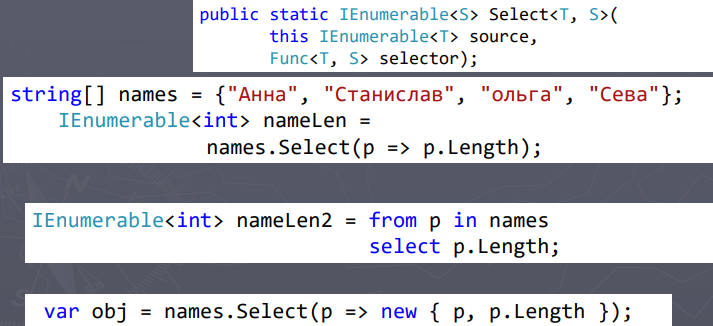 public static IEnumerable<S> Select<T, S>(
this IEnumerable<T> source,
Func<T, S> selector);
string[] names = {"Анна", "Станислав", "ольга", "Сева"};
IEnumerable<int> nameLen =
names.Select(p => p.Length);
IEnumerable<int> nameLen2 = from p in names
select p.Length;
var obj = names.Select(p => new { p, p.Length });